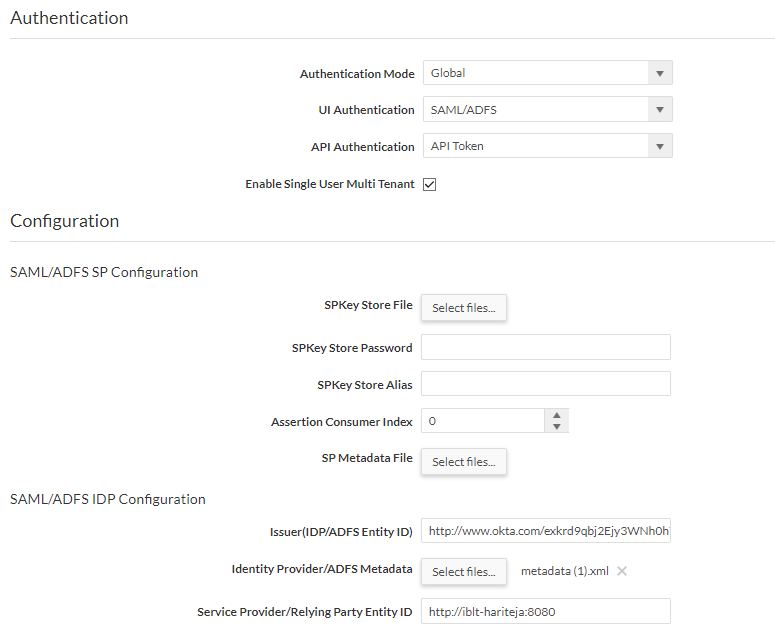 Authentication
Authentication Mode Global
UI Authentication SAML/ADFS
API Authentication API Token
Enable Single User Multi Tenant
Configuration
SAML/ADFS SP Configuration
SPKey Store File Select files...
SPKey Store Password
SPKey Store Alias
Assertion Consumer Index 0
SP Metadata File Select files...
SAML/ADFS IDP Configuration
Issuer(IDP/ADFS Entity ID) http://www.okta.com/exkrd9qbj2Ejy3WNh0h
Identity Provider/ADFS Metadata Select files... metadata (1).xml
Service Provider/Relying Party Entity ID http://iblt-hariteja:8080